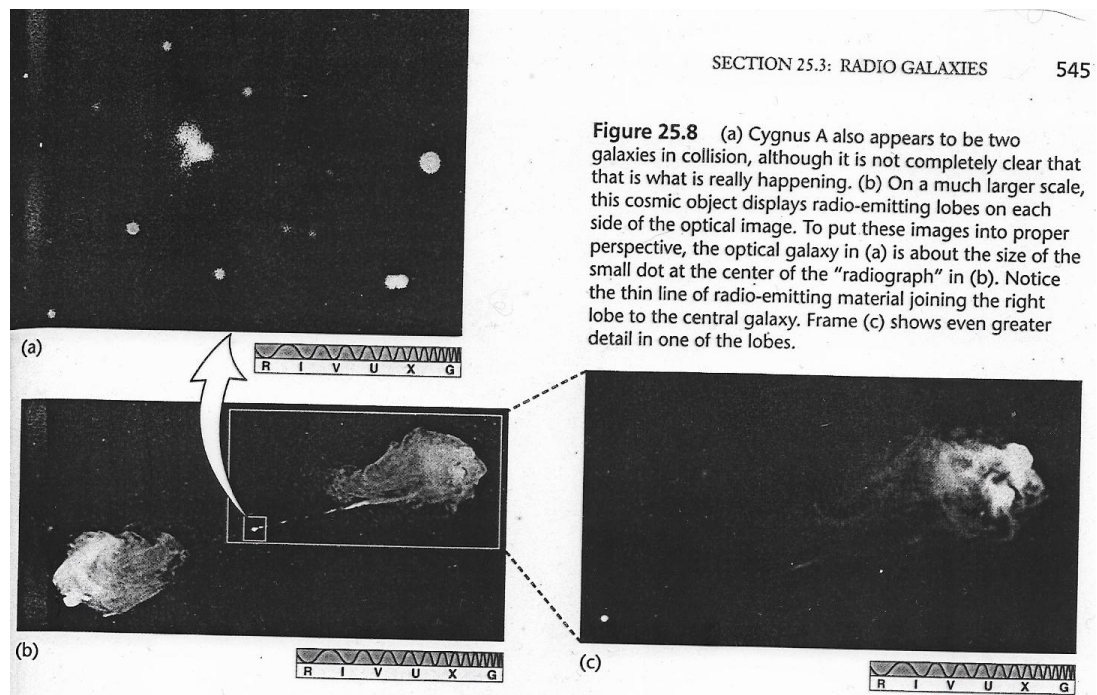 SECTION 25.3: RADIO GALAXIES 545
Figure 25.8 (a) Cygnus A also appears to be two
galaxies in collision, although it is not completely clear that
that is what is really happening. (b) On a much larger scale,
this cosmic object displays radio-emitting lobes on each
side of the optical image. To put these images into proper
perspective, the optical galaxy in (a) is about the size of the
small dot at the center of the “radiograph” in (b). Notice
the thin line of radio-emitting material joining the right
lobe to the central galaxy. Frame (c) shows even greater
detail in one of the lobes.
(a)
R I V U X G
(b)
R I V U X G
(c)
R I V U X G